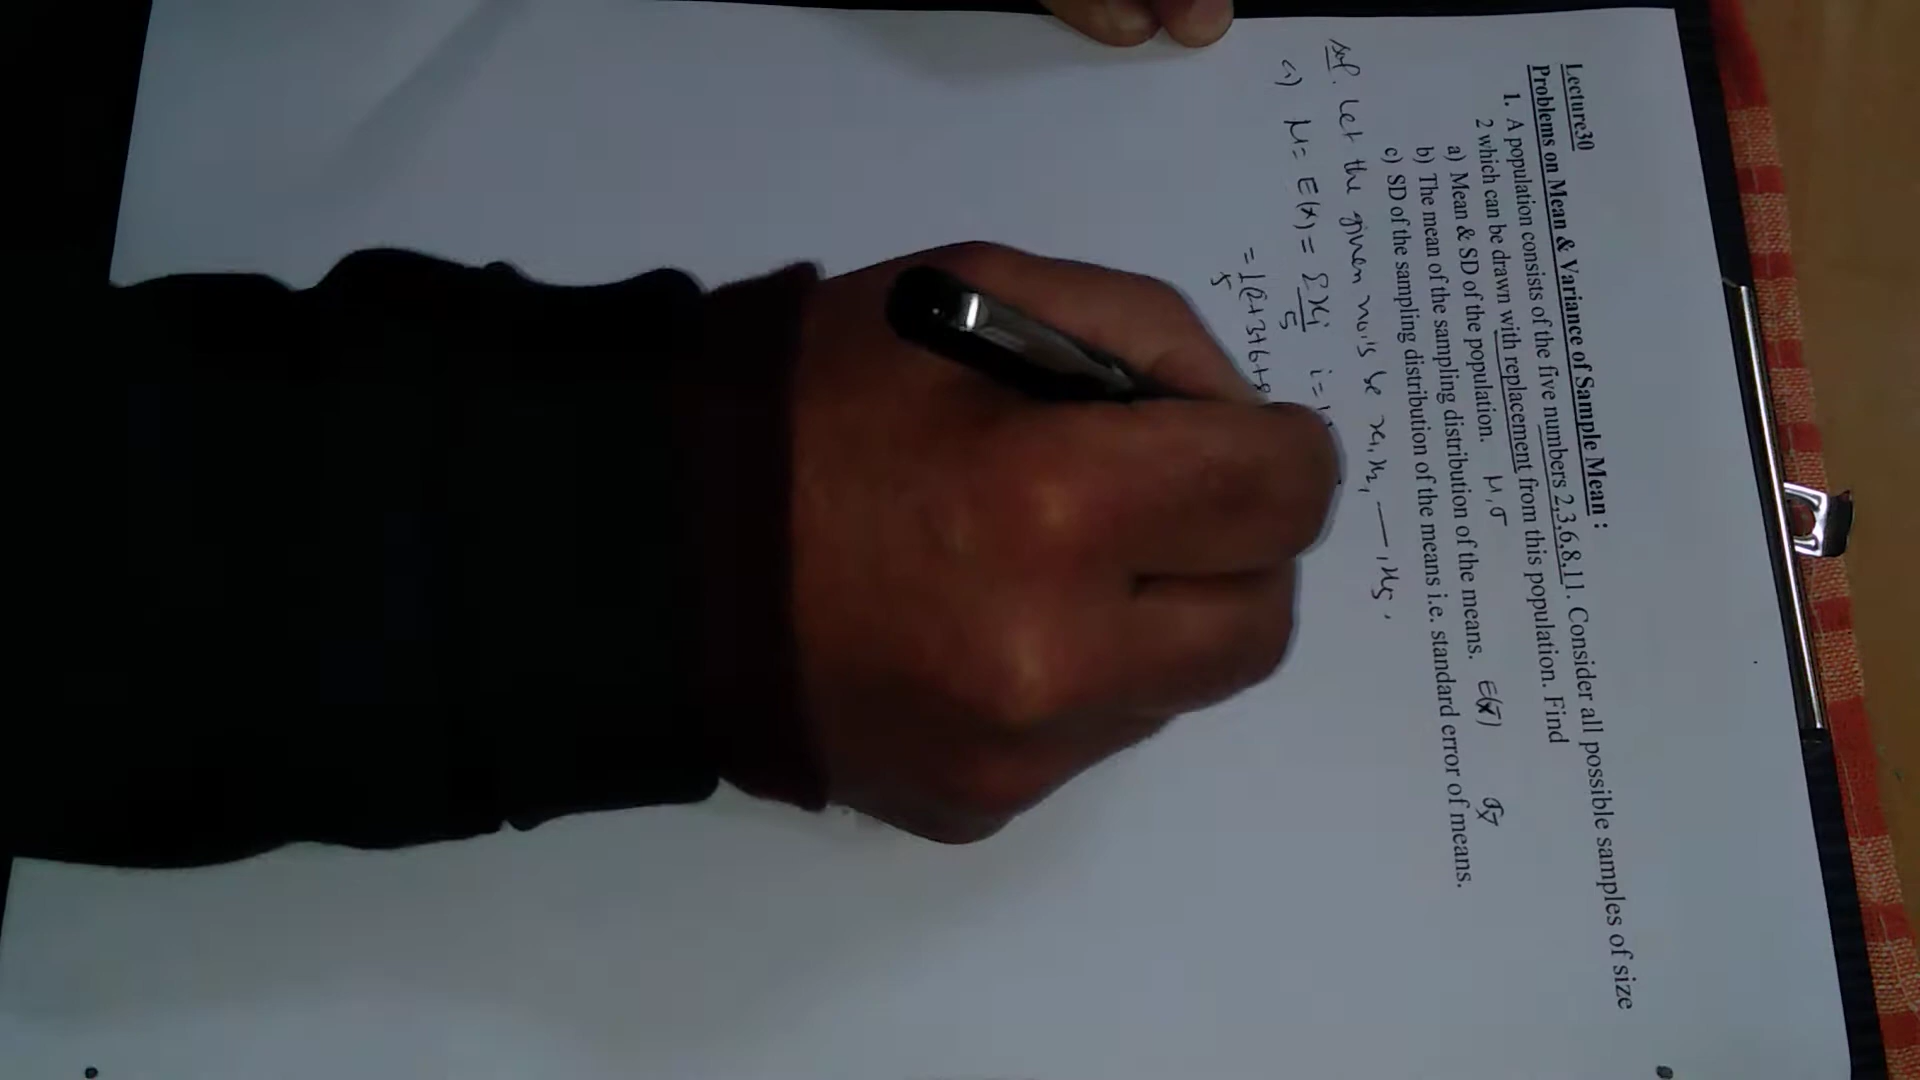 Lecture30
Problems on Mean & Variance of Sample Mean :
1. A population consists of the five numbers 2,3,6,8,11. Consider all possible samples of size
2 which can be drawn with replacement from this population. Find
a) Mean & SD of the population. μ, σ
b) The mean of the sampling distribution of the means. E(x̄)
c) SD of the sampling distribution of the means i.e. standard error of means. σx̄
Sol. Let the given no.'s be x₁, x₂, —, x₅.
a) μ = E(x) = Σxᵢ/5 i=1
= 1/5(2+3+6+8